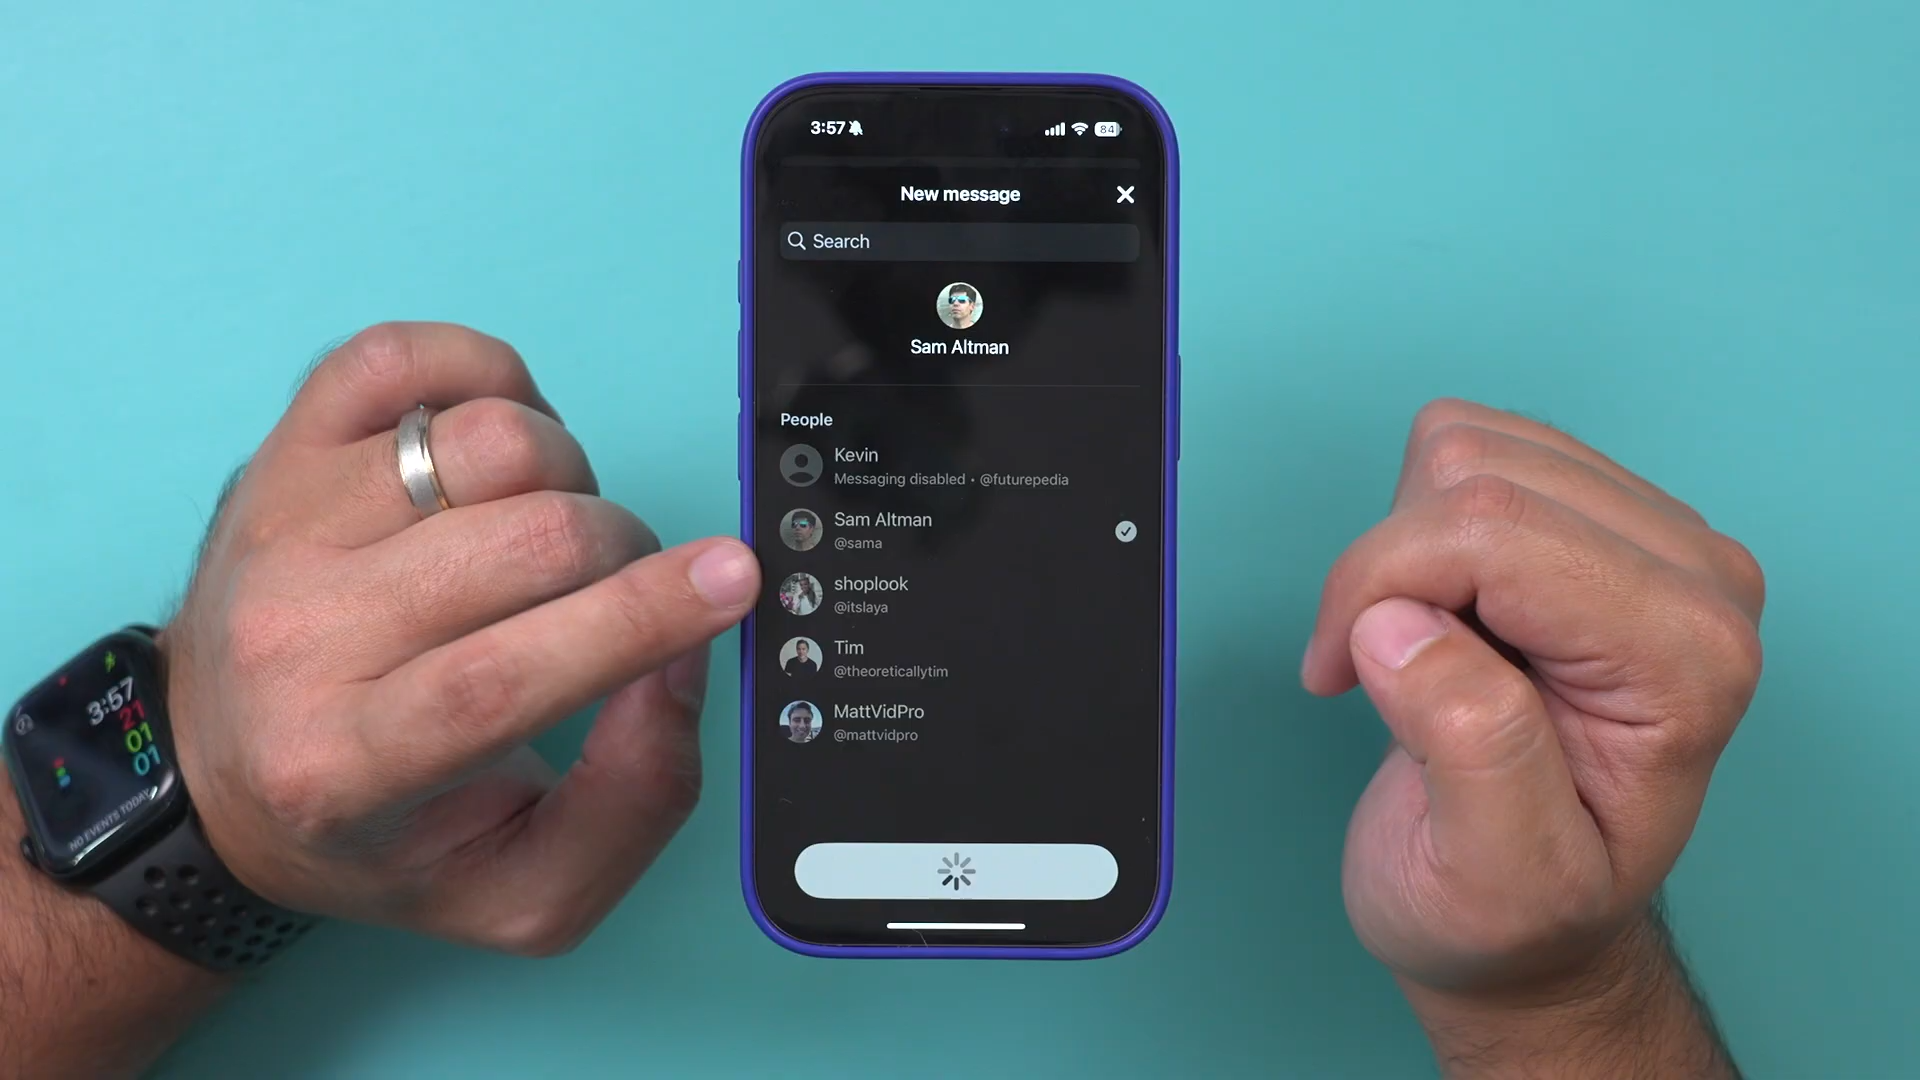 3:57
84
New message
Search
Sam Altman
People
Kevin
Messaging disabled • @futurepedia
Sam Altman
@sama
shoplook
@itslaya
Tim
@theoreticallytim
MattVidPro
@mattvidpro
3:57
21
01
01
NO EVENTS TODAY